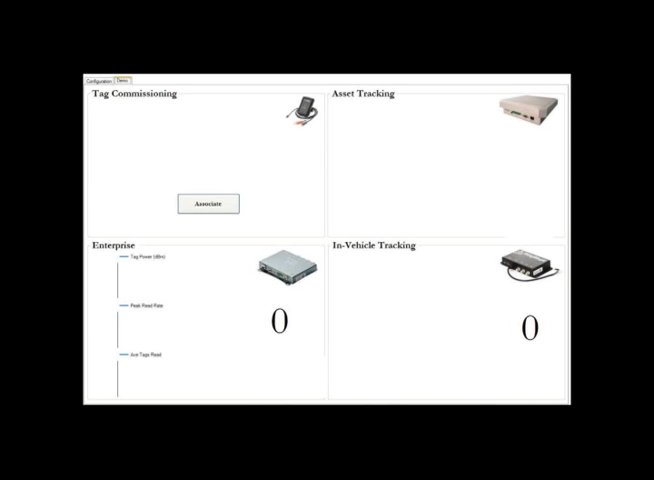 Configuration Demo
Tag Commissioning
Asset Tracking
Associate
Enterprise
In-Vehicle Tracking
Tag Power (dBm)
Peak Read Rate
0
0
Ave Tags Read